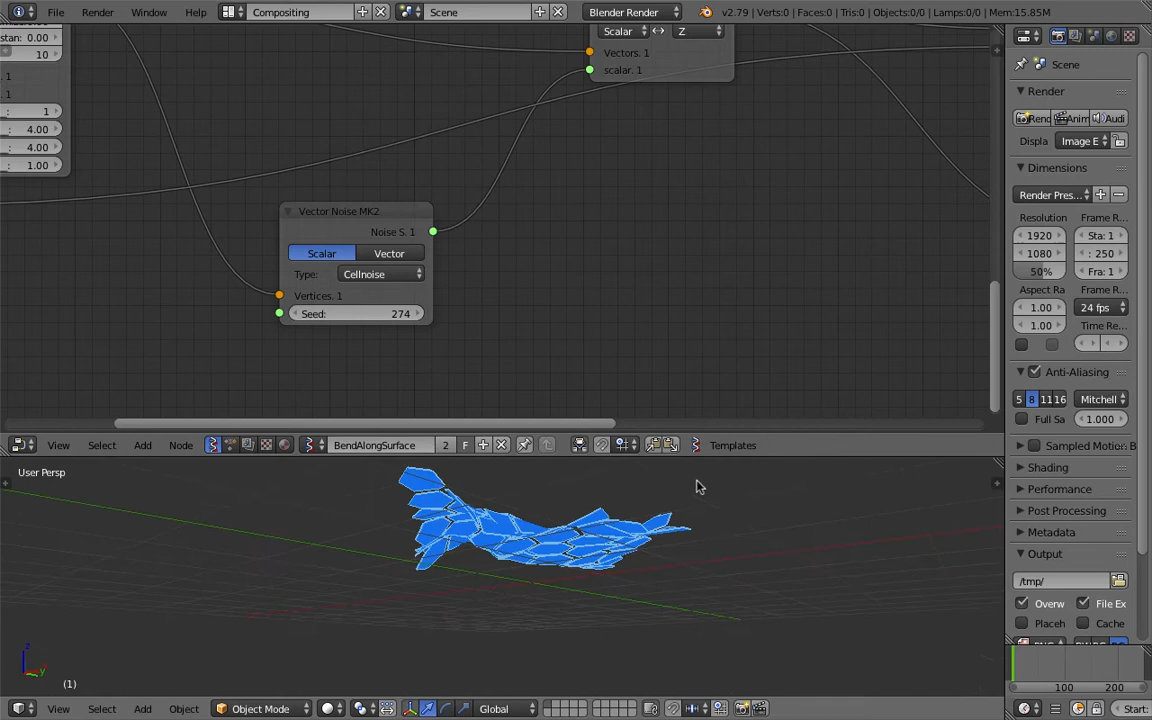 File Render Window Help Compositing Scene Blender Render v2.79 | Verts:0 | Faces:0 | Tris:0 | Objects:0/0 | Lamps:0/0 | Mem:15.85M
stan: 0.00
10
. 1
. 1
: 1
: 4.00
: 4.00
: 1.00
Scalar Z
Vectors. 1
scalar. 1
Vector Noise MK2
Noise S. 1
Scalar Vector
Type: Cellnoise
Vertices. 1
Seed: 274
View Select Add Node BendAlongSurface 2 F Templates
User Persp
(1)
View Select Add Object Object Mode Global
Scene
Render
Rend Anim Audi
Displa Image E
Dimensions
Render Pres...
Resolution Frame R...
1920 Sta: 1
1080 : 250
50% Fra: 1
Aspect Ra Frame R...
1.00 24 fps
1.00 Time Re...
Anti-Aliasing
5 8 11 16 Mitchell
Full Sa 1.000
Sampled Motion B
Shading
Performance
Post Processing
Metadata
Output
/tmp/
Overw File Ex
Placeh Cache
100 200
Start: